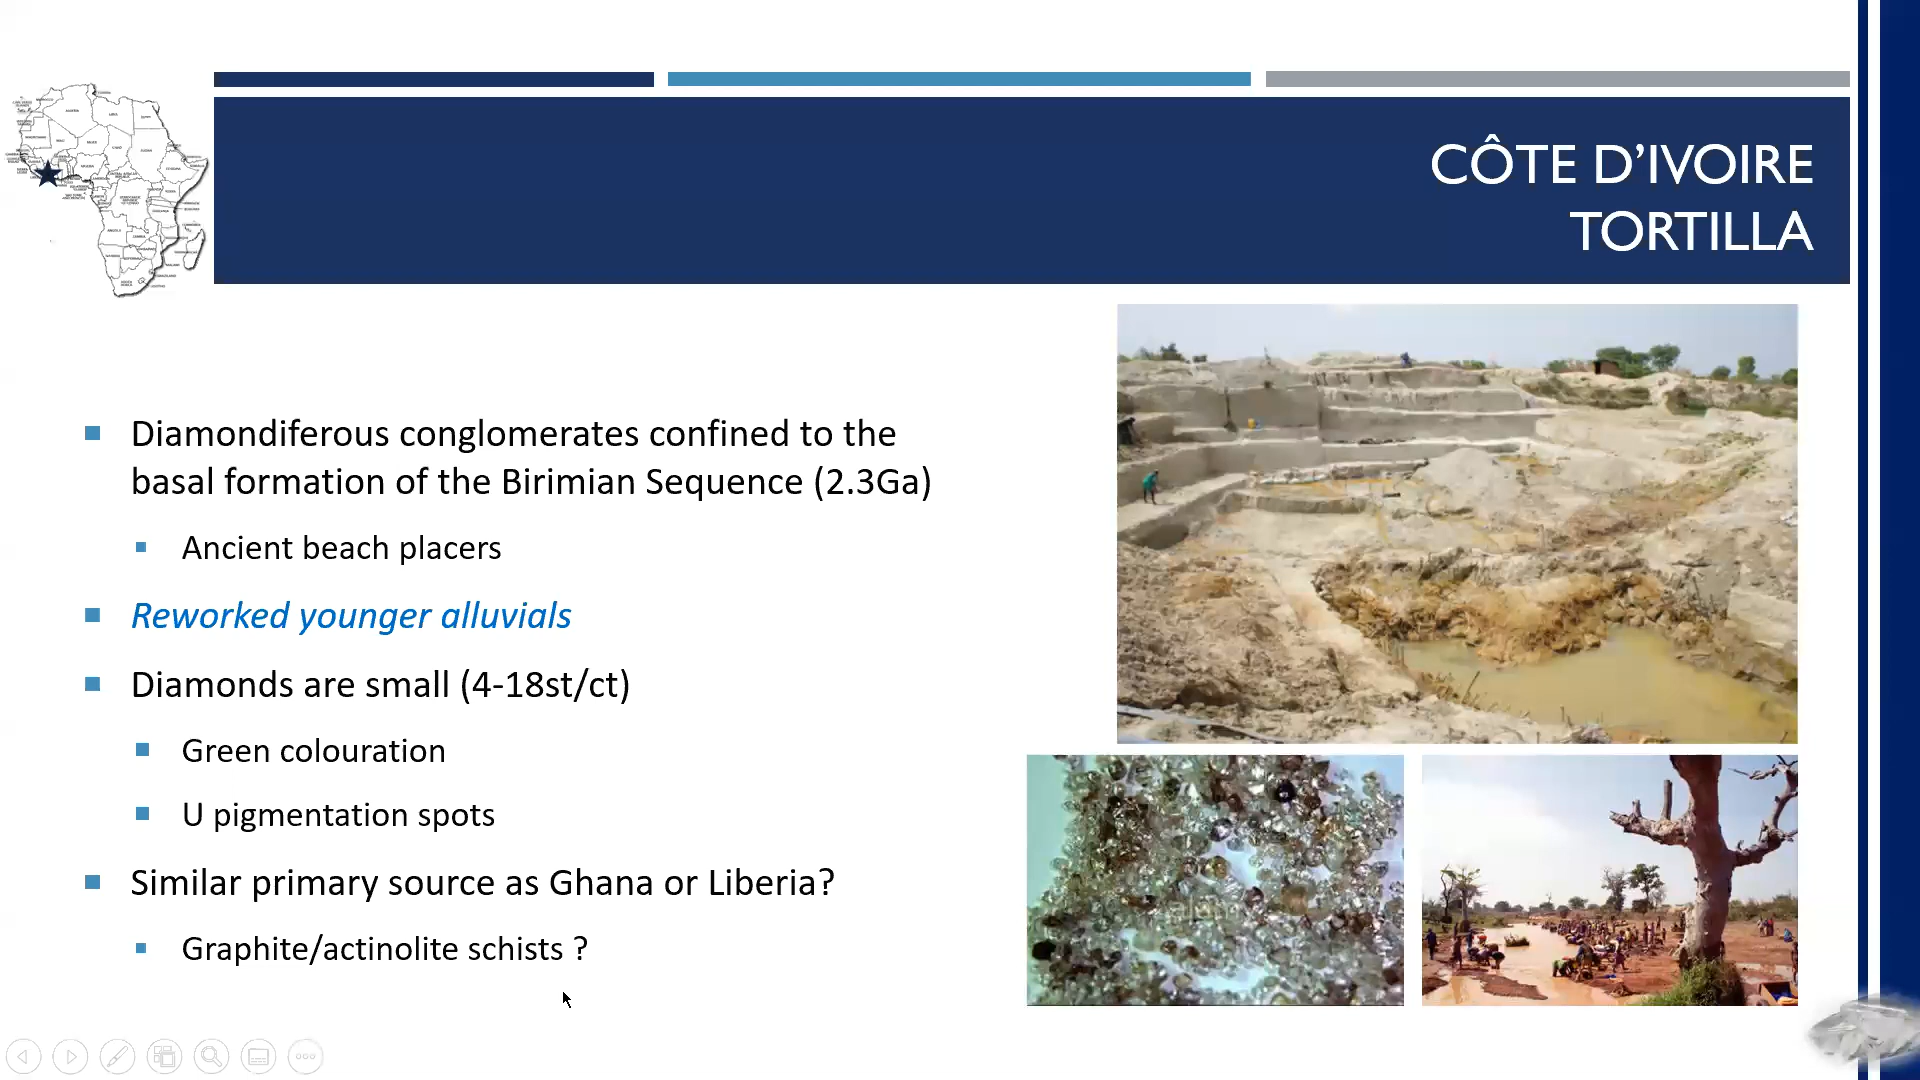 CÔTE D’IVOIRE
TORTILLA
Diamondiferous conglomerates confined to the
basal formation of the Birimian Sequence (2.3Ga)
Ancient beach placers
Reworked younger alluvials
Diamonds are small (4-18st/ct)
Green colouration
U pigmentation spots
Similar primary source as Ghana or Liberia?
Graphite/actinolite schists ?